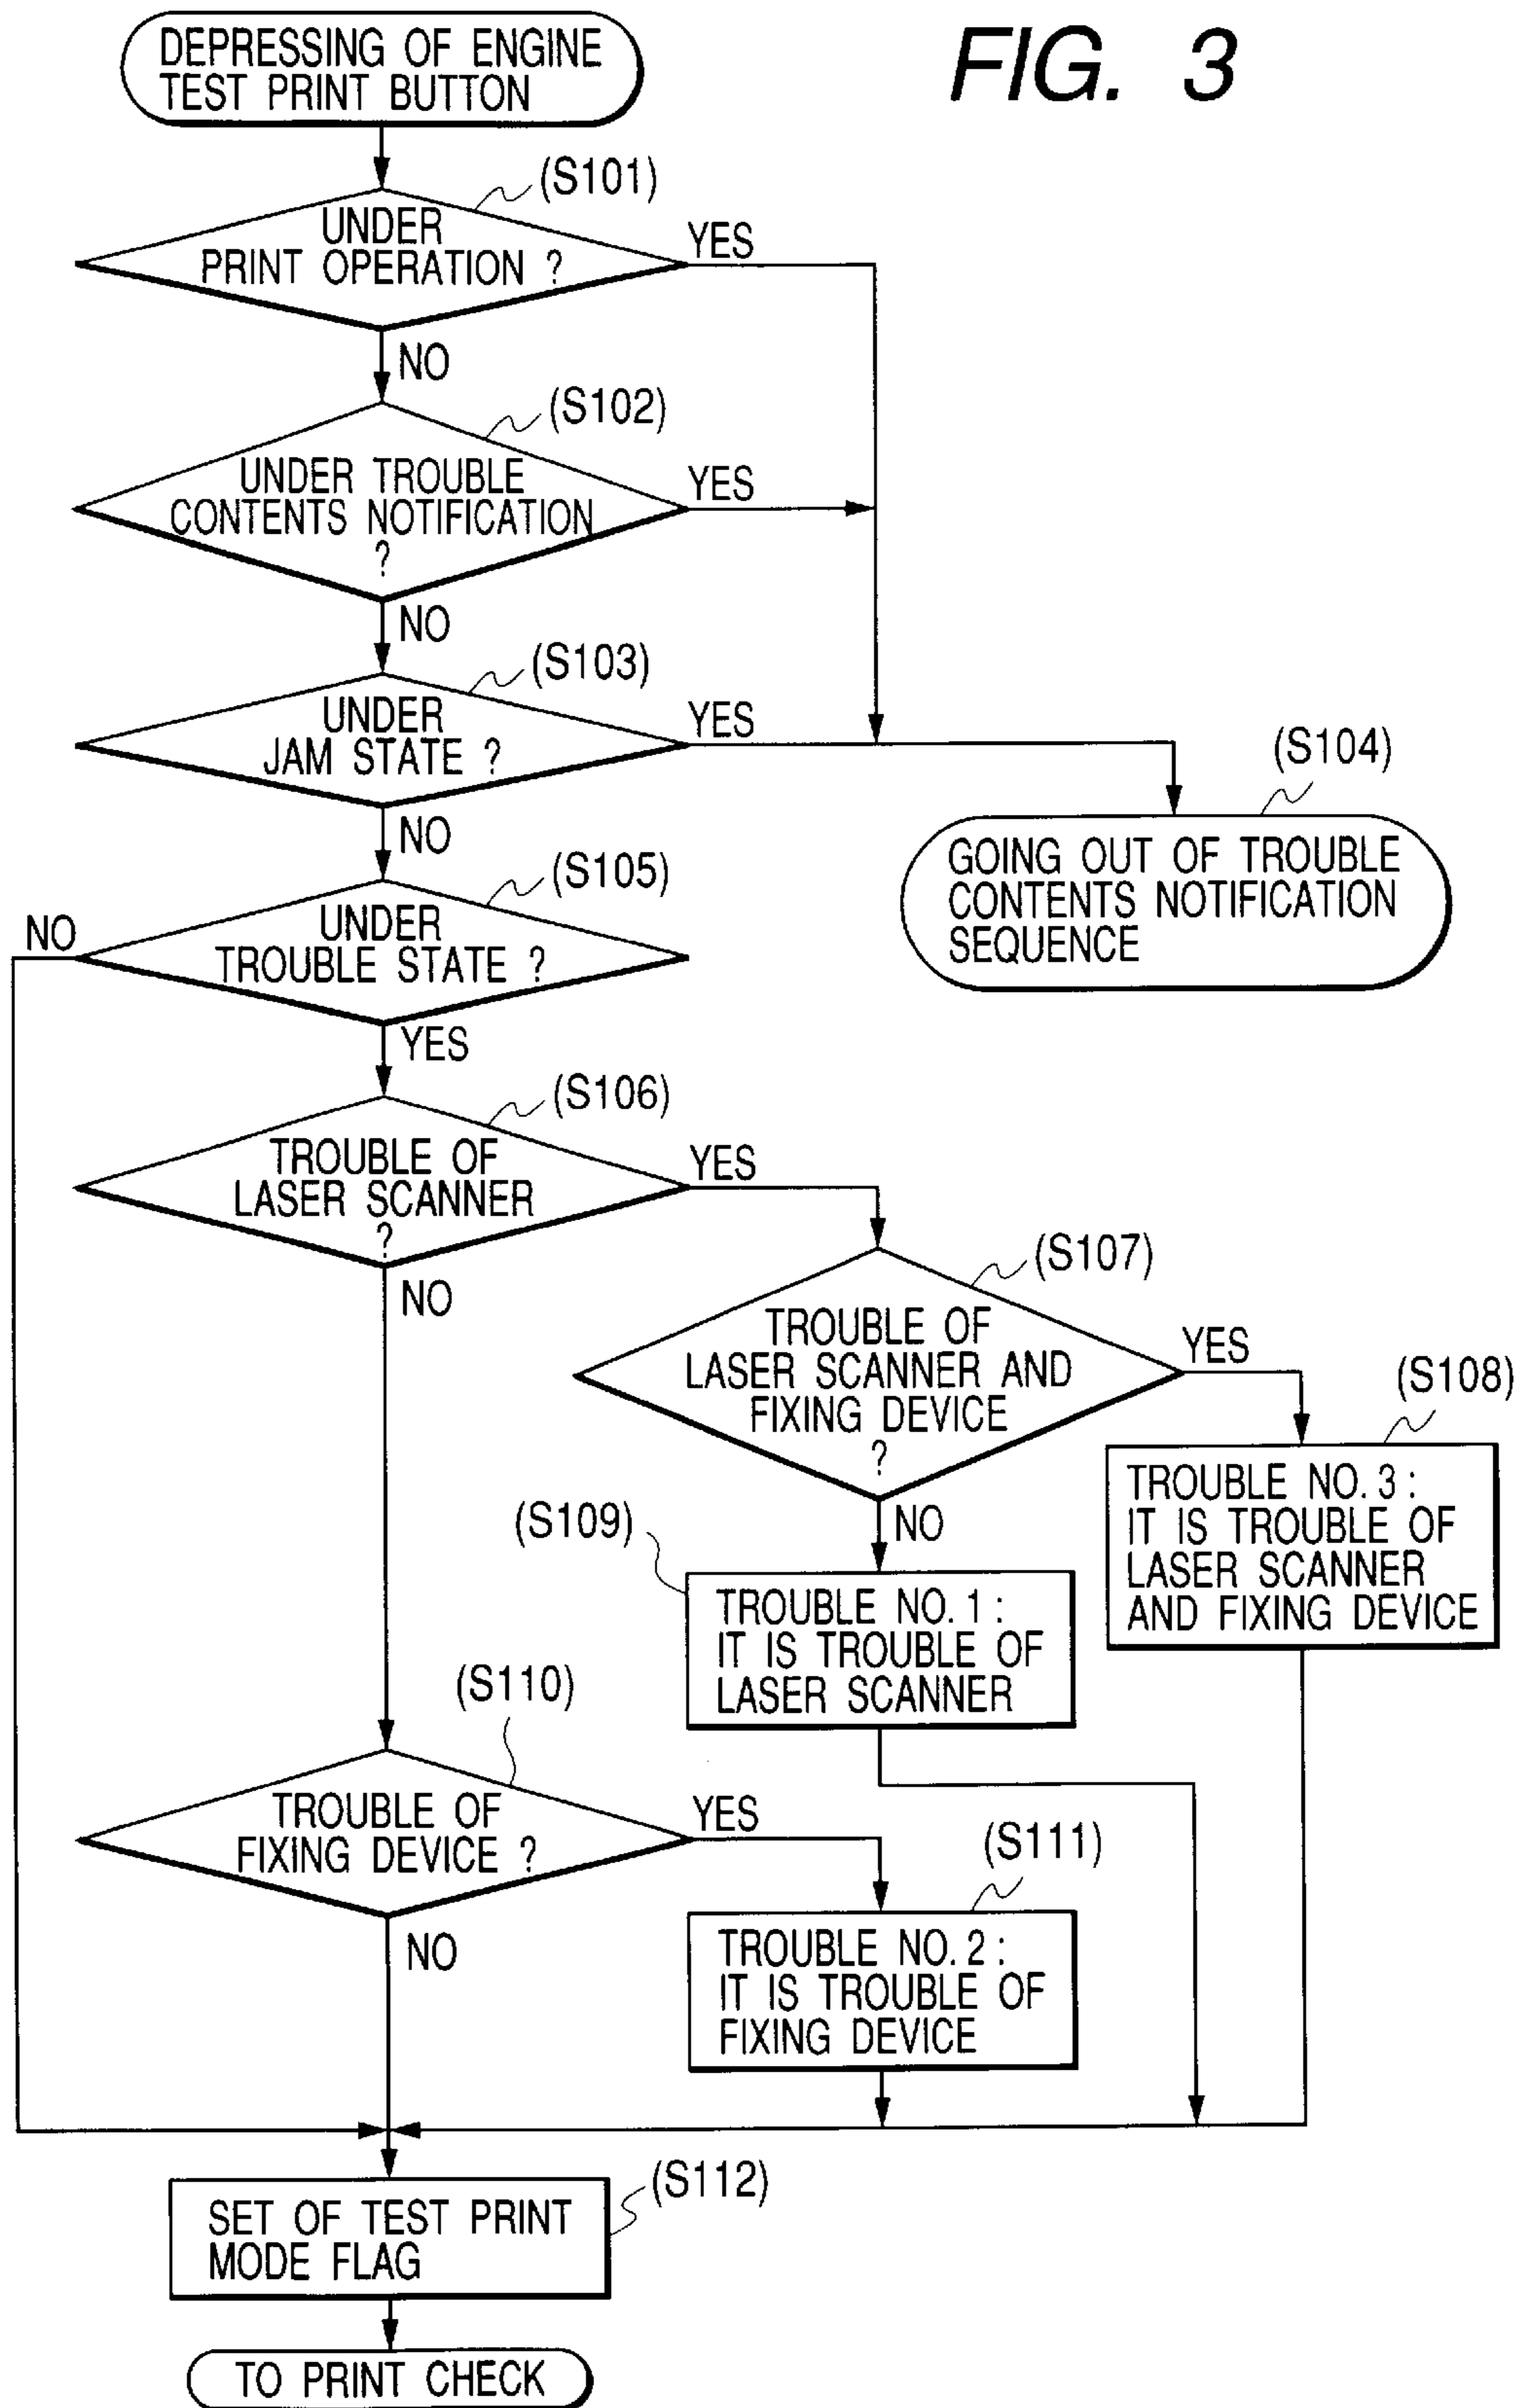 FIG. 3
DEPRESSING OF ENGINE
TEST PRINT BUTTON
(S101)
UNDER
PRINT OPERATION ?
YES
NO
(S102)
UNDER TROUBLE
CONTENTS NOTIFICATION
?
YES
NO
(S103)
UNDER
JAM STATE ?
YES
NO
(S104)
GOING OUT OF TROUBLE
CONTENTS NOTIFICATION
SEQUENCE
(S105)
UNDER
TROUBLE STATE ?
NO
YES
(S106)
TROUBLE OF
LASER SCANNER
?
YES
NO
(S107)
TROUBLE OF
LASER SCANNER AND
FIXING DEVICE
?
YES
NO
(S108)
TROUBLE NO. 3 :
IT IS TROUBLE OF
LASER SCANNER
AND FIXING DEVICE
(S109)
TROUBLE NO. 1 :
IT IS TROUBLE OF
LASER SCANNER
(S110)
TROUBLE OF
FIXING DEVICE ?
YES
NO
(S111)
TROUBLE NO. 2 :
IT IS TROUBLE OF
FIXING DEVICE
(S112)
SET OF TEST PRINT
MODE FLAG
TO PRINT CHECK